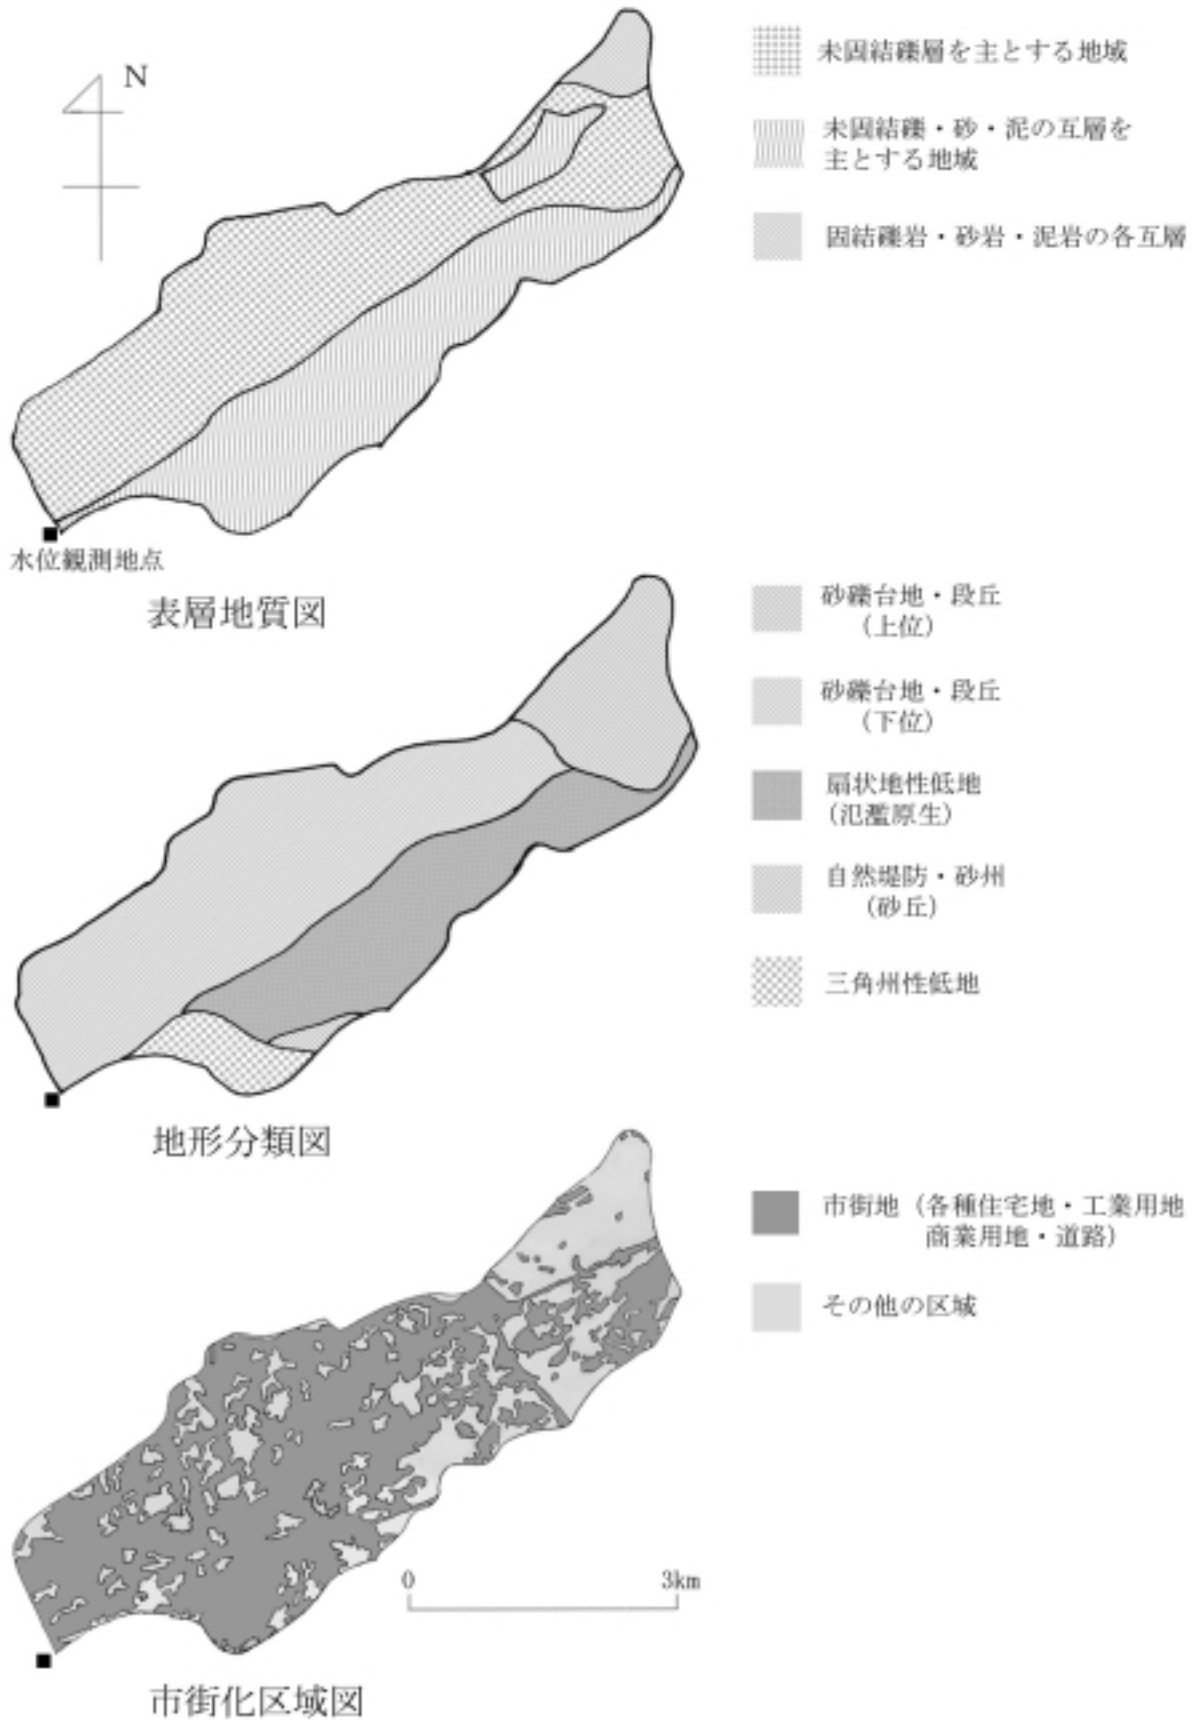 N
未固結礫層を主とする地域
未固結礫・砂・泥の互層を
主とする地域
固結礫岩・砂岩・泥岩の各互層
水位観測地点
表層地質図
砂礫台地・段丘
(上位)
砂礫台地・段丘
(下位)
扇状地性低地
(氾濫原生)
自然堤防・砂州
(砂丘)
三角州性低地
地形分類図
市街地（各種住宅地・工業用地
商業用地・道路）
その他の区域
0 3km
市街化区域図